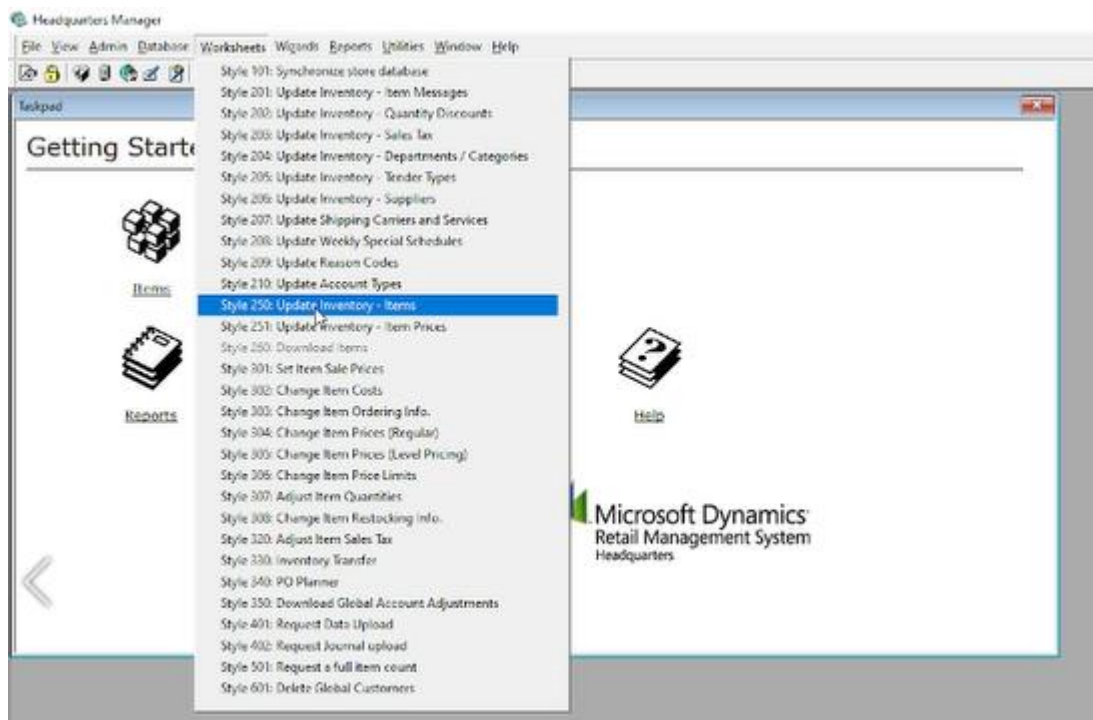 Headquarters Manager
File View Admin Database Worksheets Wizards Reports Utilities Window Help
Taskpad
Getting Starte
Items
Reports
Style 101: Synchronize store database
Style 201: Update Inventory - Item Messages
Style 202: Update Inventory - Quantity Discounts
Style 203: Update Inventory - Sales Tax
Style 204: Update Inventory - Departments / Categories
Style 205: Update Inventory - Tender Types
Style 206: Update Inventory - Suppliers
Style 207: Update Shipping Carriers and Services
Style 208: Update Weekly Special Schedules
Style 209: Update Reason Codes
Style 210: Update Account Types
Style 250: Update Inventory - Items
Style 251: Update Inventory - Item Prices
Style 260: Download Items
Style 301: Set Item Sale Prices
Style 302: Change Item Costs
Style 303: Change Item Ordering Info.
Style 304: Change Item Prices (Regular)
Style 305: Change Item Prices (Level Pricing)
Style 306: Change Item Price Limits
Style 307: Adjust Item Quantities
Style 308: Change Item Restocking Info.
Style 320: Adjust Item Sales Tax
Style 330: Inventory Transfer
Style 340: PO Planner
Style 350: Download Global Account Adjustments
Style 401: Request Data Upload
Style 402: Request Journal upload
Style 501: Request a full item count
Style 601: Delete Global Customers
Help
Microsoft Dynamics
Retail Management System
Headquarters